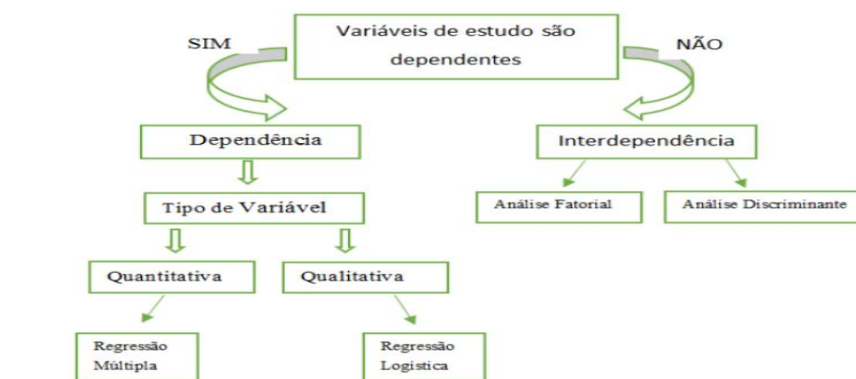 Variáveis de estudo são
dependentes
SIM
NÃO
Dependência
Interdependência
Tipo de Variável
Análise Fatorial
Análise Discriminante
Quantitativa
Qualitativa
Regressão
Múltipla
Regressão
Logistica